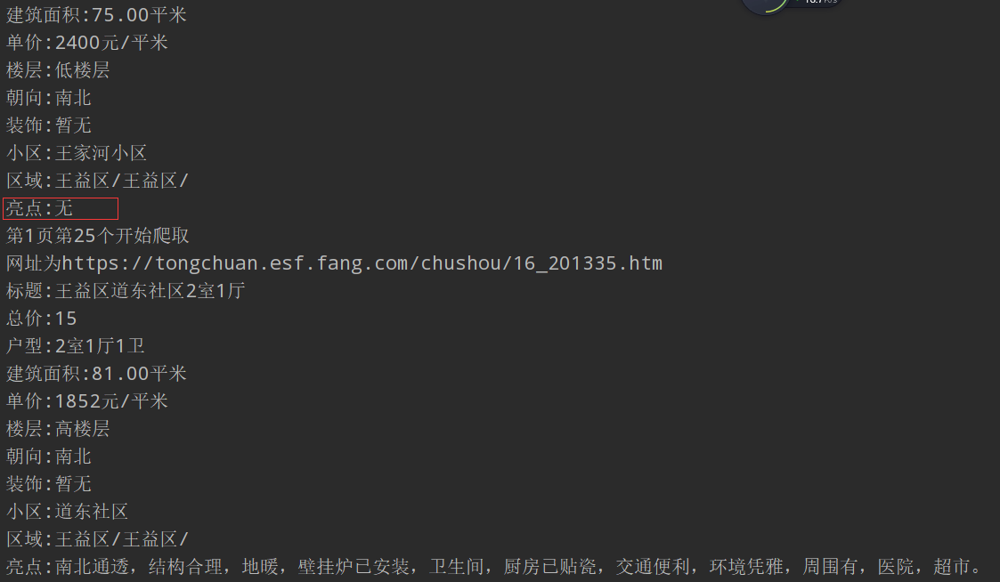 建筑面积:75.00平米
单价:2400元/平米
楼层:低楼层
朝向:南北
装饰:暂无
小区:王家河小区
区域:王益区/王益区/
亮点:无
第1页第25个开始爬取
网址为https://tongchuan.esf.fang.com/chushou/16_201335.htm
标题:王益区道东社区2室1厅
总价:15
户型:2室1厅1卫
建筑面积:81.00平米
单价:1852元/平米
楼层:高楼层
朝向:南北
装饰:暂无
小区:道东社区
区域:王益区/王益区/
亮点:南北通透，结构合理，地暖，壁挂炉已安装，卫生间，厨房已贴瓷，交通便利，环境凭雅，周围有，医院，超市。